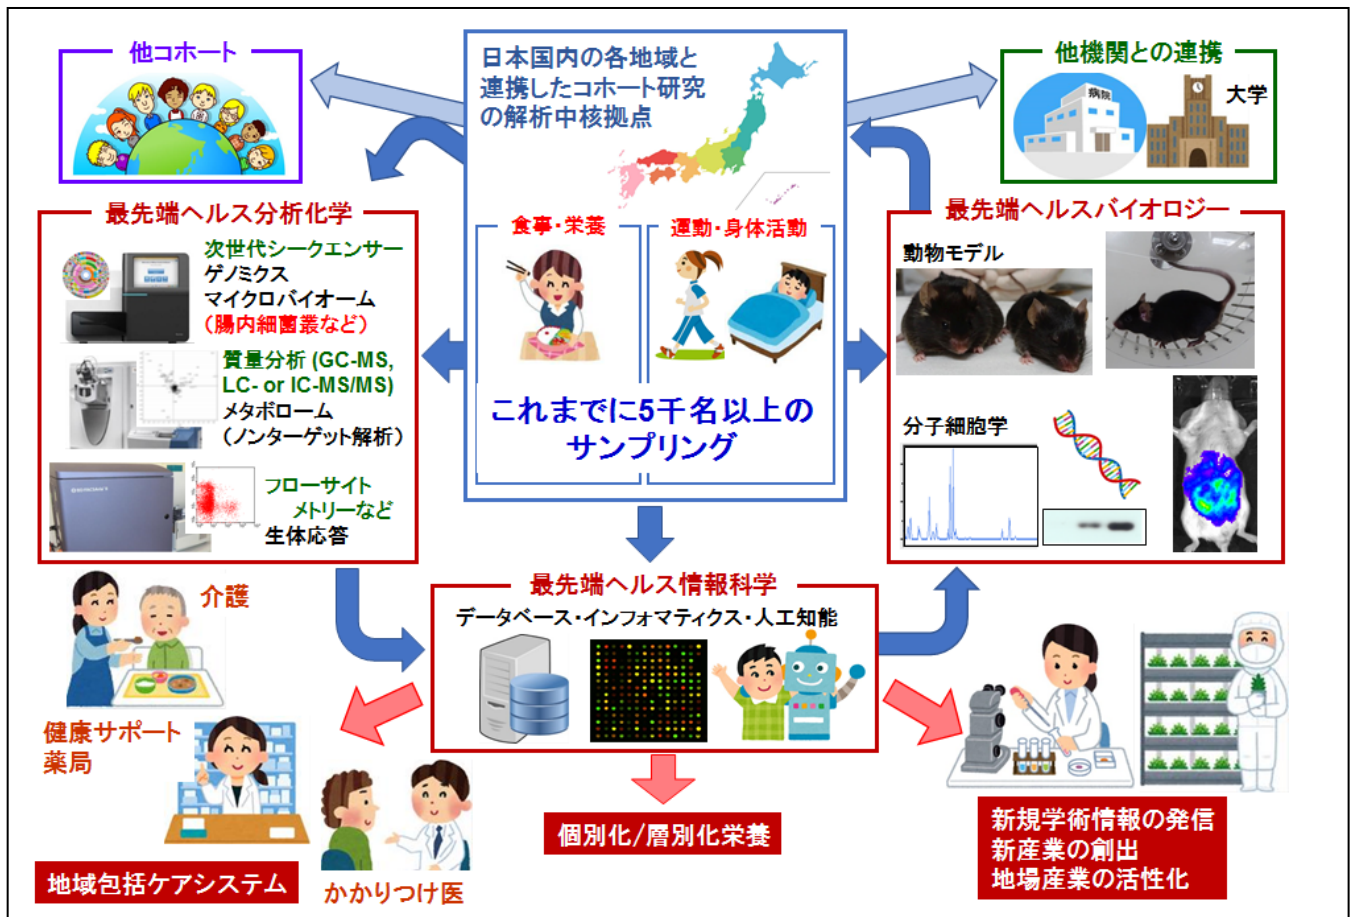 他コホート
日本国内の各地域と
連携したコホート研究
の解析中核拠点
他機関との連携
病院
大学
最先端ヘルス分析化学
次世代シークエンサー
ゲノミクス
マイクロバイオーム
(腸内細菌叢など)
質量分析 (GC-MS,
LC- or IC-MS/MS)
メタボローム
(ノンターゲット解析)
フローサイト
メトリーなど
生体応答
食事・栄養
運動・身体活動
これまでに5千名以上の
サンプリング
最先端ヘルスバイオロジー
動物モデル
分子細胞学
最先端ヘルス情報科学
データベース・インフォマティクス・人工知能
介護
健康サポート
薬局
かかりつけ医
地域包括ケアシステム
個別化/層別化栄養
新規学術情報の発信
新産業の創出
地場産業の活性化